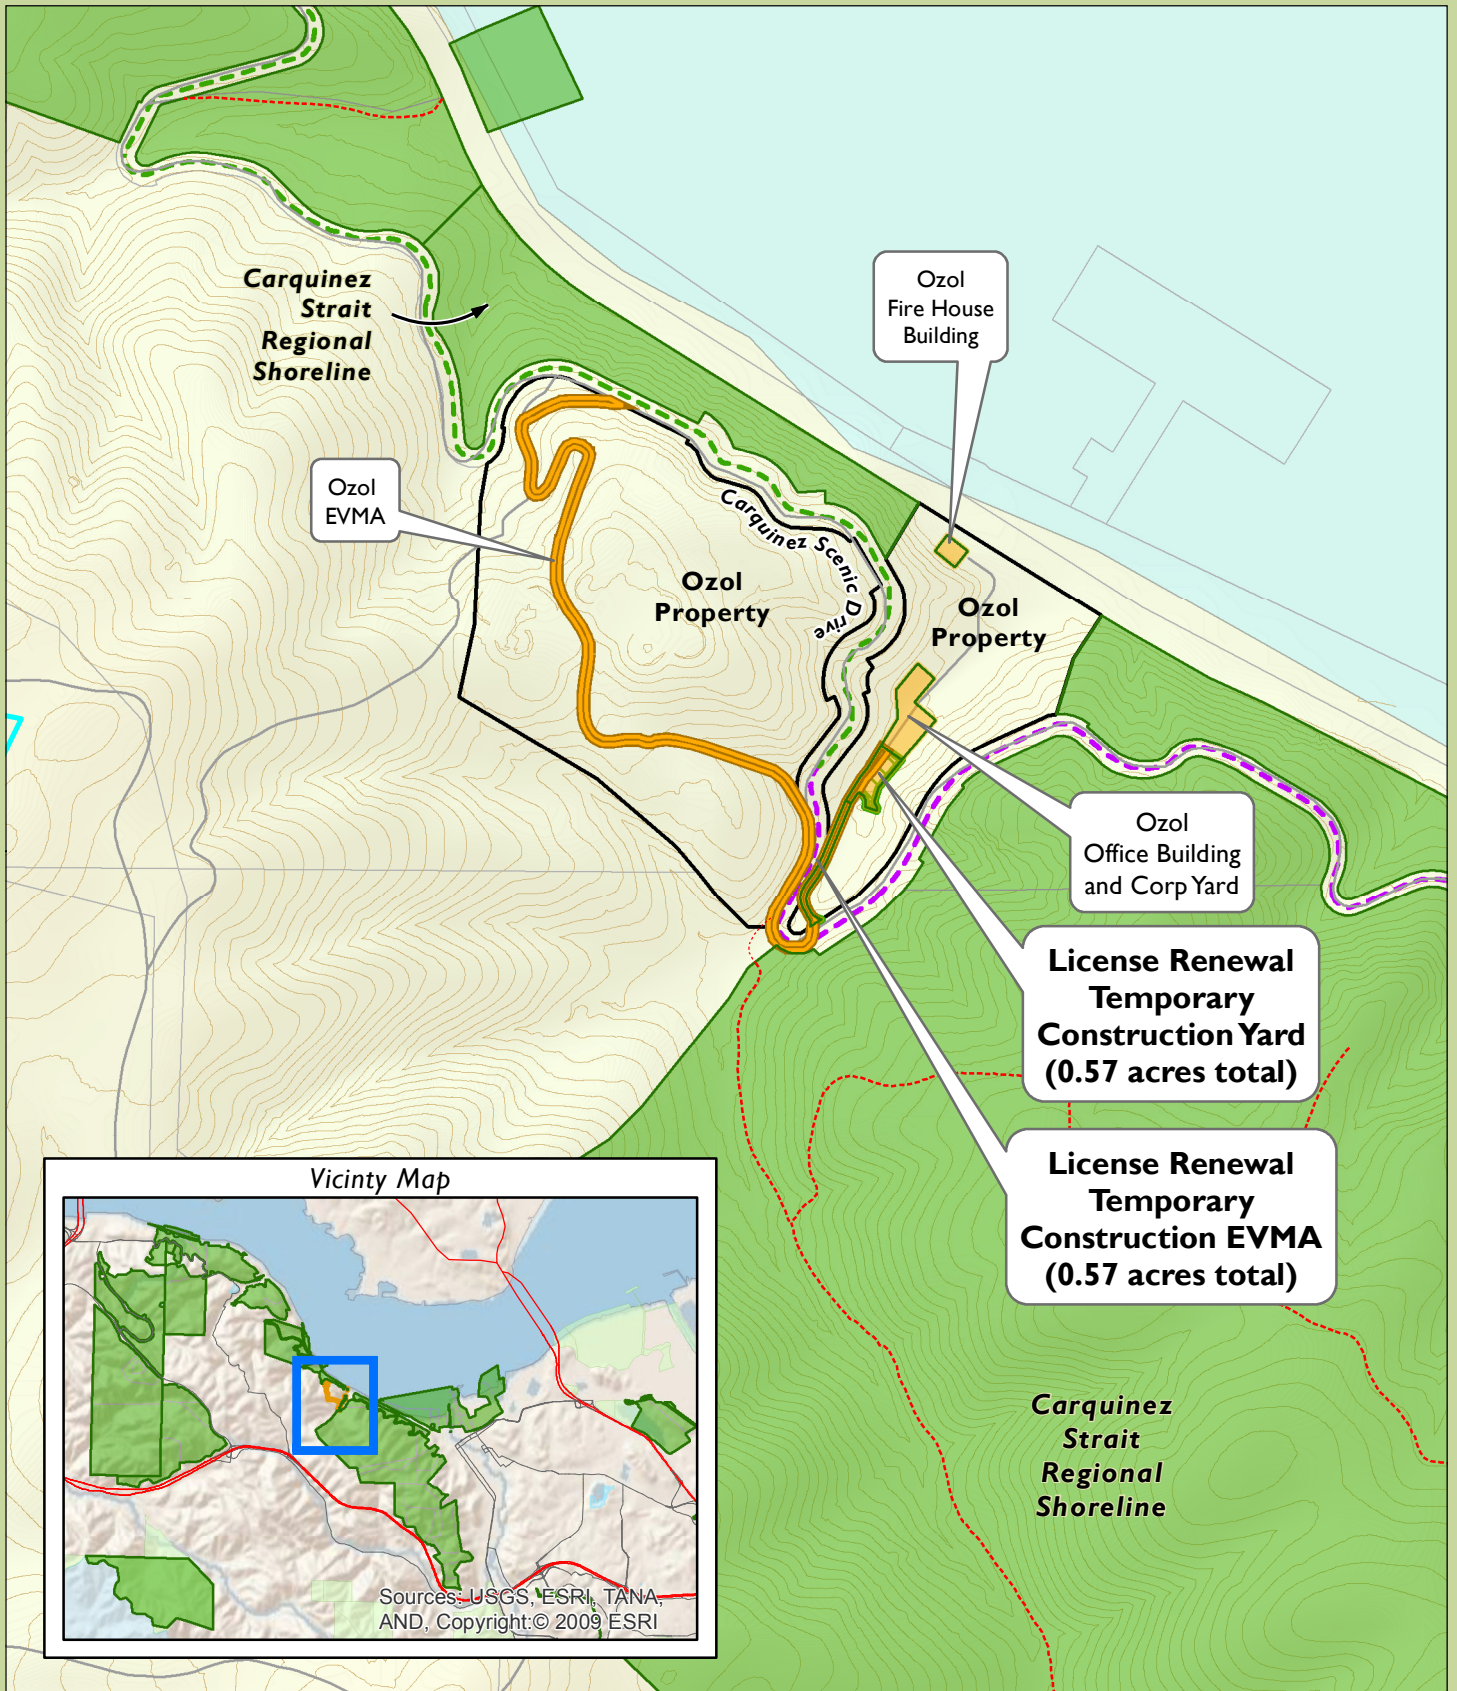 Carquinez
Strait
Regional
Shoreline
Ozol
Fire House
Building
Ozol
EVMA
Carquinez Scenic Drive
Ozol
Property
Ozol
Property
Ozol
Office Building
and Corp Yard
License Renewal
Temporary
Construction Yard
(0.57 acres total)
License Renewal
Temporary
Construction EVMA
(0.57 acres total)
Carquinez
Strait
Regional
Shoreline
Vicinty Map
Sources: USGS, ESRI, TANA,
AND, Copyright:© 2009 ESRI